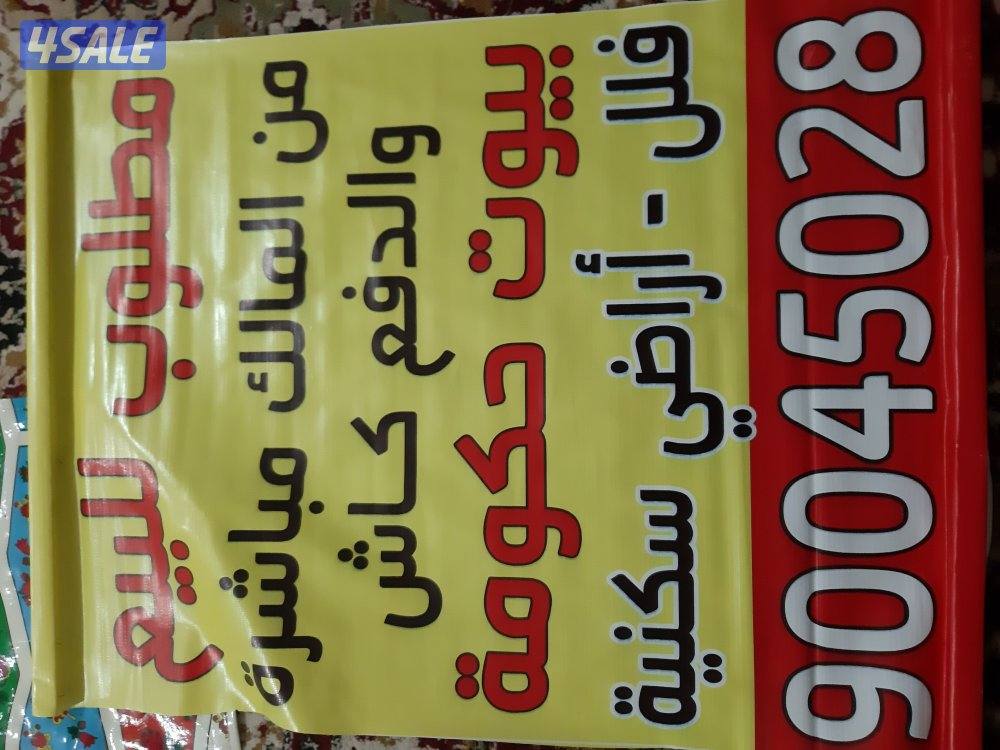 4SALE
مطلوب للبيع
من المالك مباشرة
والدفع كاش
بيوت حكومة
فلل - أراضي سكنية
90045028